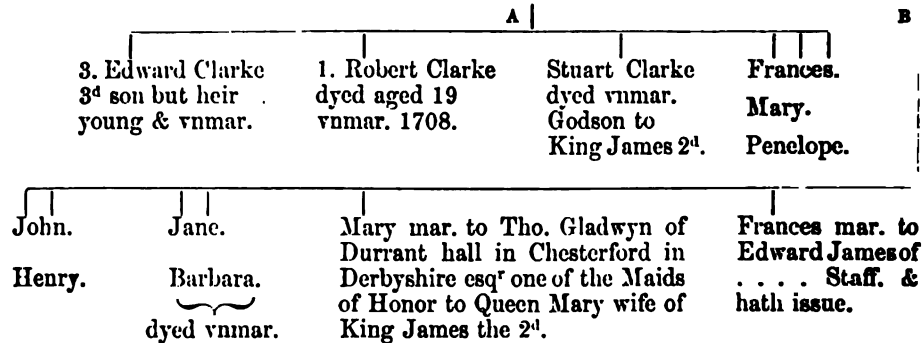 A B
3. Edward Clarke
3d son but heir
young & vnmar.
1. Robert Clarke
dyed aged 19
vnmar. 1708.
Stuart Clarke
dyed vnmar.
Godson to
King James 2d.
Frances.
Mary.
Penelope.
John.
Henry.
Jane.
Barbara.
dyed vnmar.
Mary mar. to Tho. Gladwyn of
Durrant hall in Chesterford in
Derbyshire esqr one of the Maids
of Honor to Queen Mary wife of
King James the 2d.
Frances mar. to
Edward James of
. . . . Staff. &
hath issue.